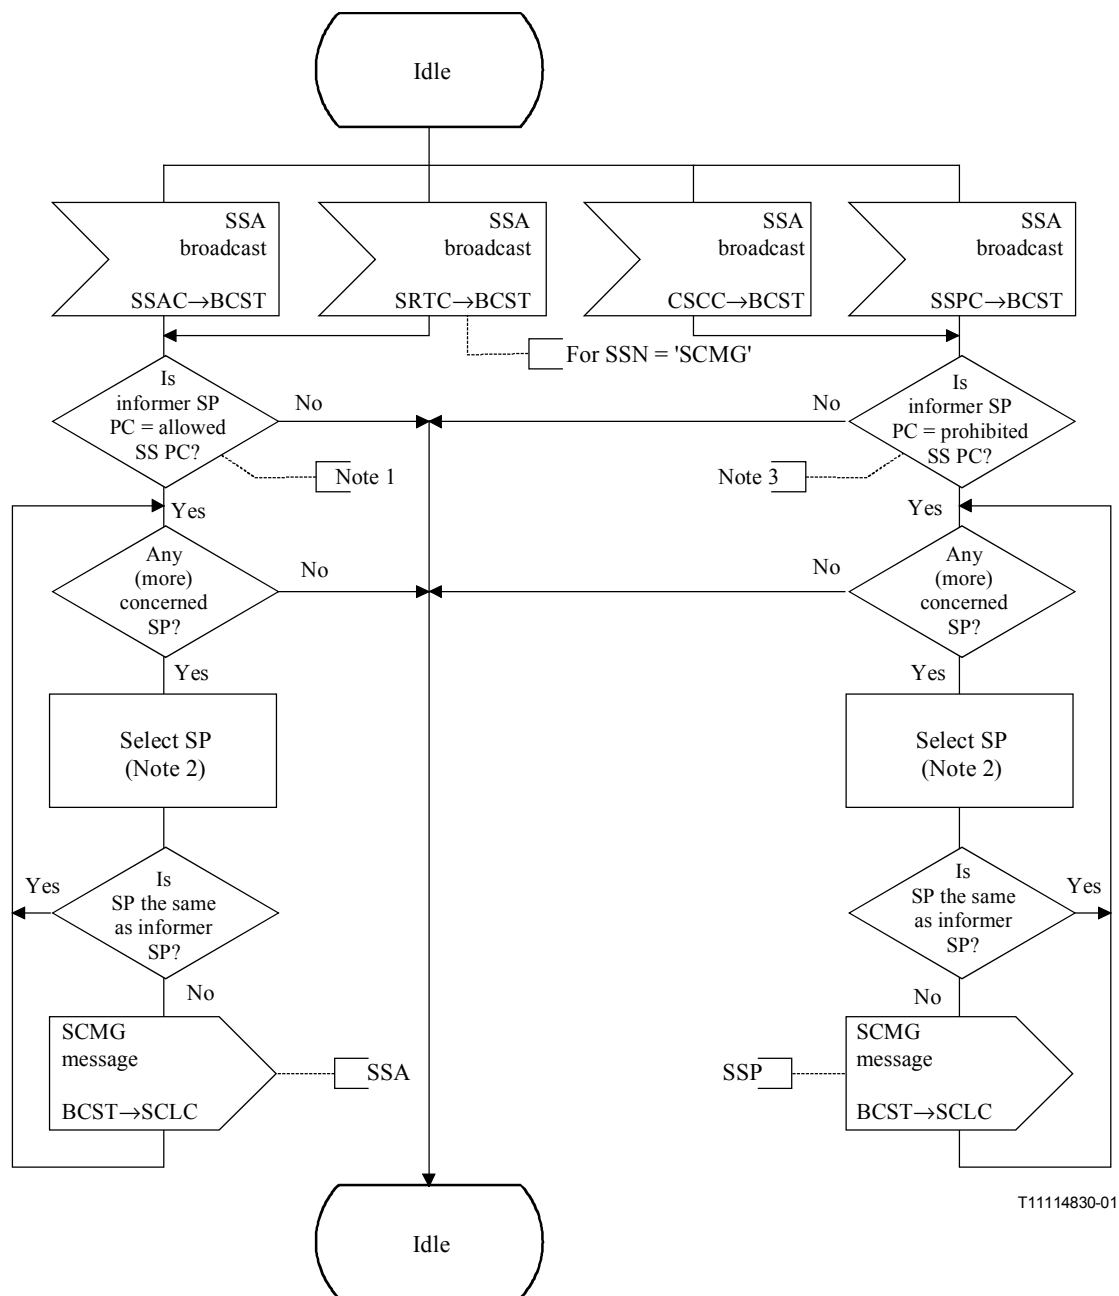 Idle
SSA
broadcast
SSAC→BCST
SSA
broadcast
SRTC→BCST
SSA
broadcast
CSCC→BCST
SSA
broadcast
SSPC→BCST
For SSN = 'SCMG'
Is
informer SP
PC = allowed
SS PC?
No
Note 1
Yes
Is
informer SP
PC = prohibited
SS PC?
No
Note 3
Yes
Any
(more)
concerned
SP?
No
Yes
Any
(more)
concerned
SP?
No
Yes
Select SP
(Note 2)
Select SP
(Note 2)
Is
SP the same
as informer
SP?
Yes
No
Is
SP the same
as informer
SP?
Yes
No
SCMG
message
BCST→SCLC
SSA
SSP
SCMG
message
BCST→SCLC
T11114830-01
Idle